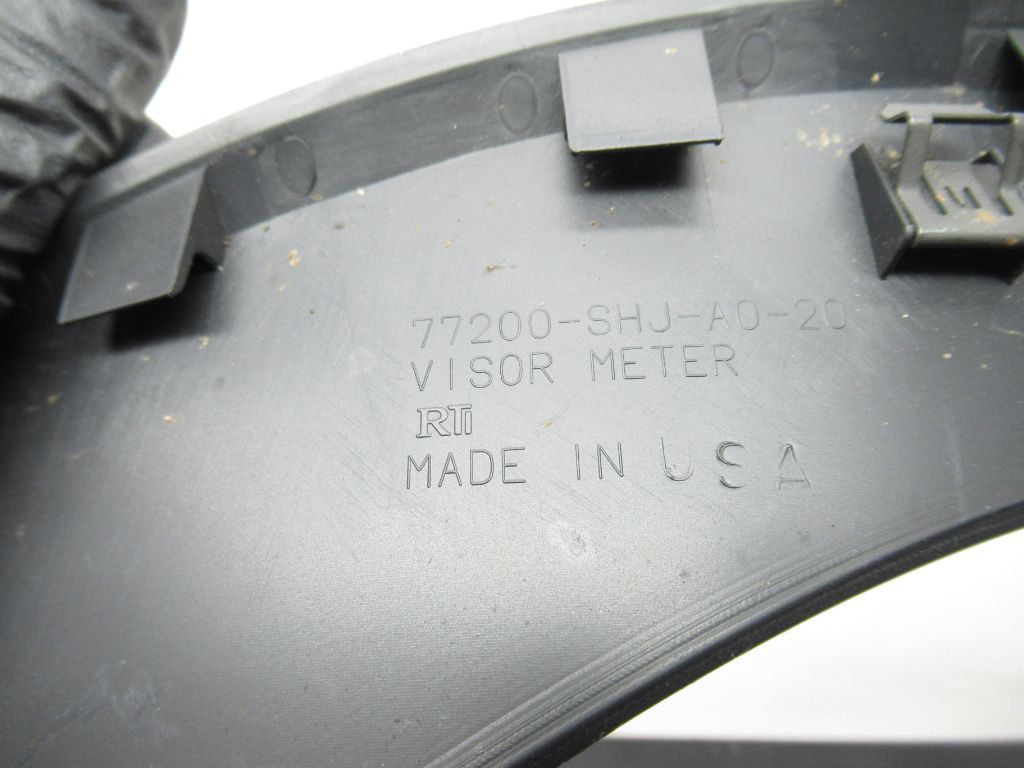 77200-SHJ-A0-20
VISOR METER
RTI
MADE IN USA